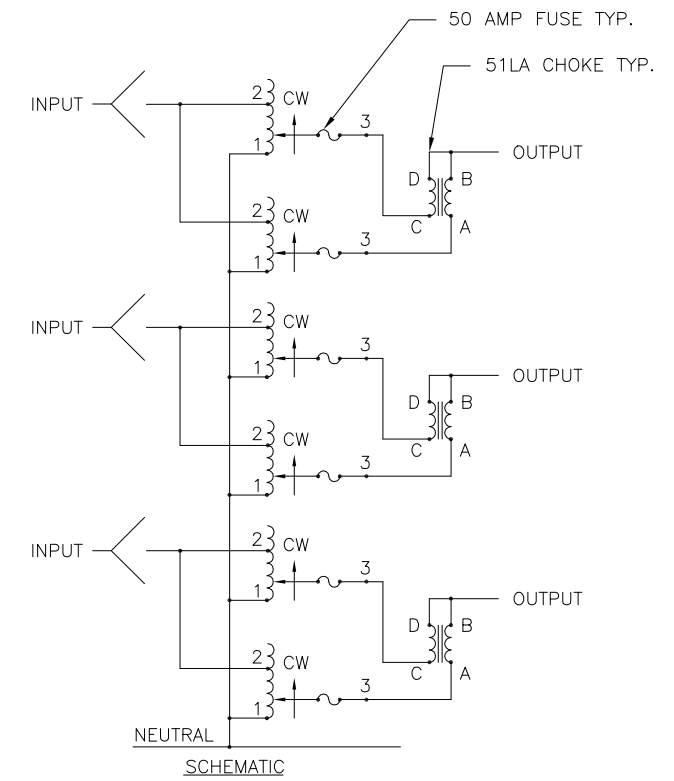 50 AMP FUSE TYP.
51LA CHOKE TYP.
INPUT
2
CW
1
3
OUTPUT
D
B
C
A
2
CW
1
3
INPUT
2
CW
1
3
OUTPUT
D
B
C
A
2
CW
1
3
INPUT
2
CW
1
3
OUTPUT
D
B
C
A
2
CW
1
3
NEUTRAL
SCHEMATIC